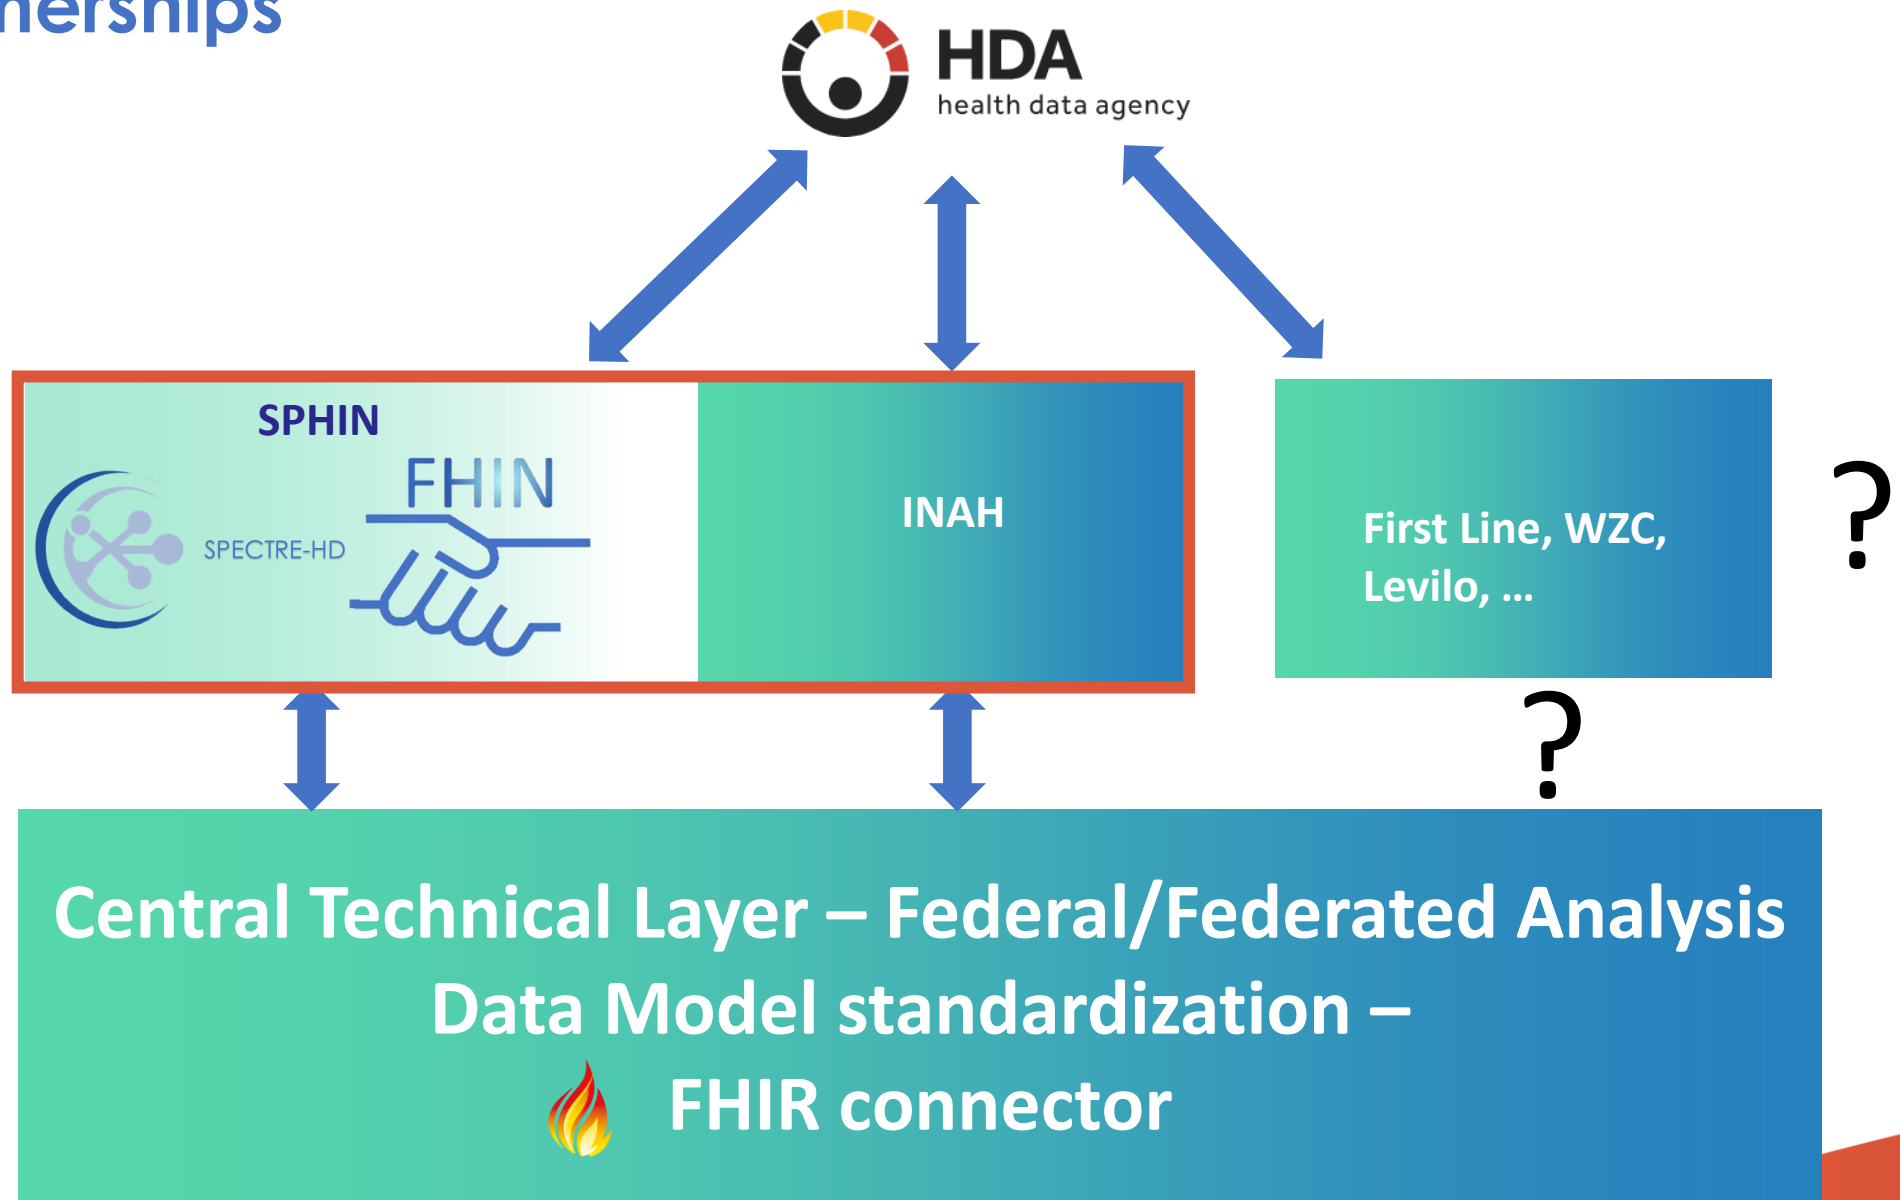 HDA
health data agency
SPHIN
FHIN
SPECTRE-HD
INAH
First Line, WZC,
Levilo, ...
?
?
Central Technical Layer – Federal/Federated Analysis
Data Model standardization –
FHIR connector